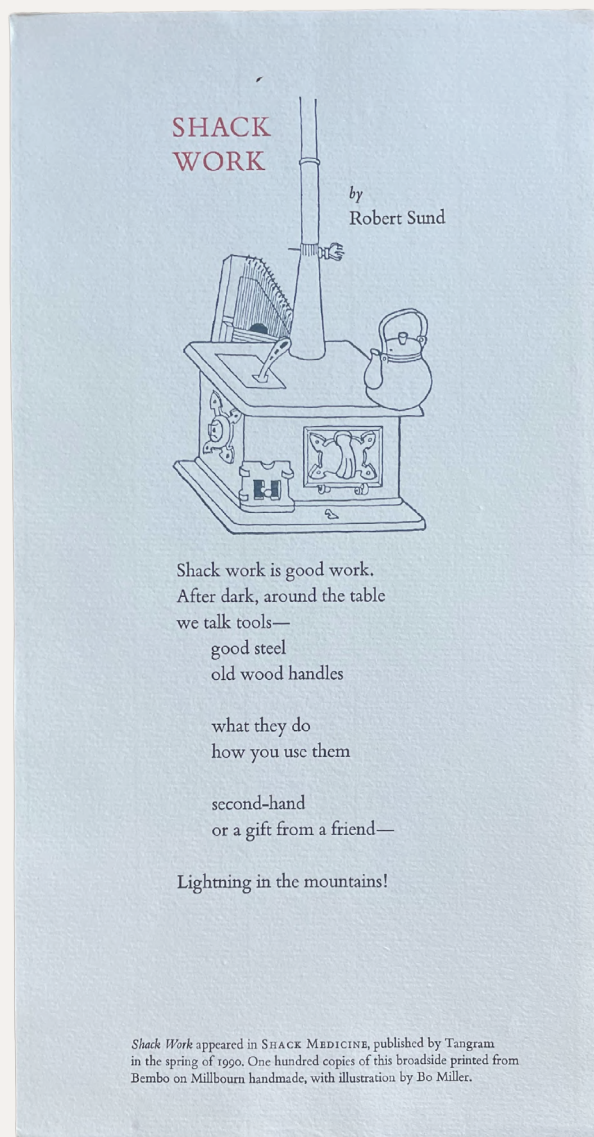 SHACK
WORK
by
Robert Sund
Shack work is good work.
After dark, around the table
we talk tools—
good steel
old wood handles
what they do
how you use them
second-hand
or a gift from a friend—
Lightning in the mountains!
Shack Work appeared in SHACK MEDICINE, published by Tangram
in the spring of 1990. One hundred copies of this broadside printed from
Bembo on Millbourn handmade, with illustration by Bo Miller.